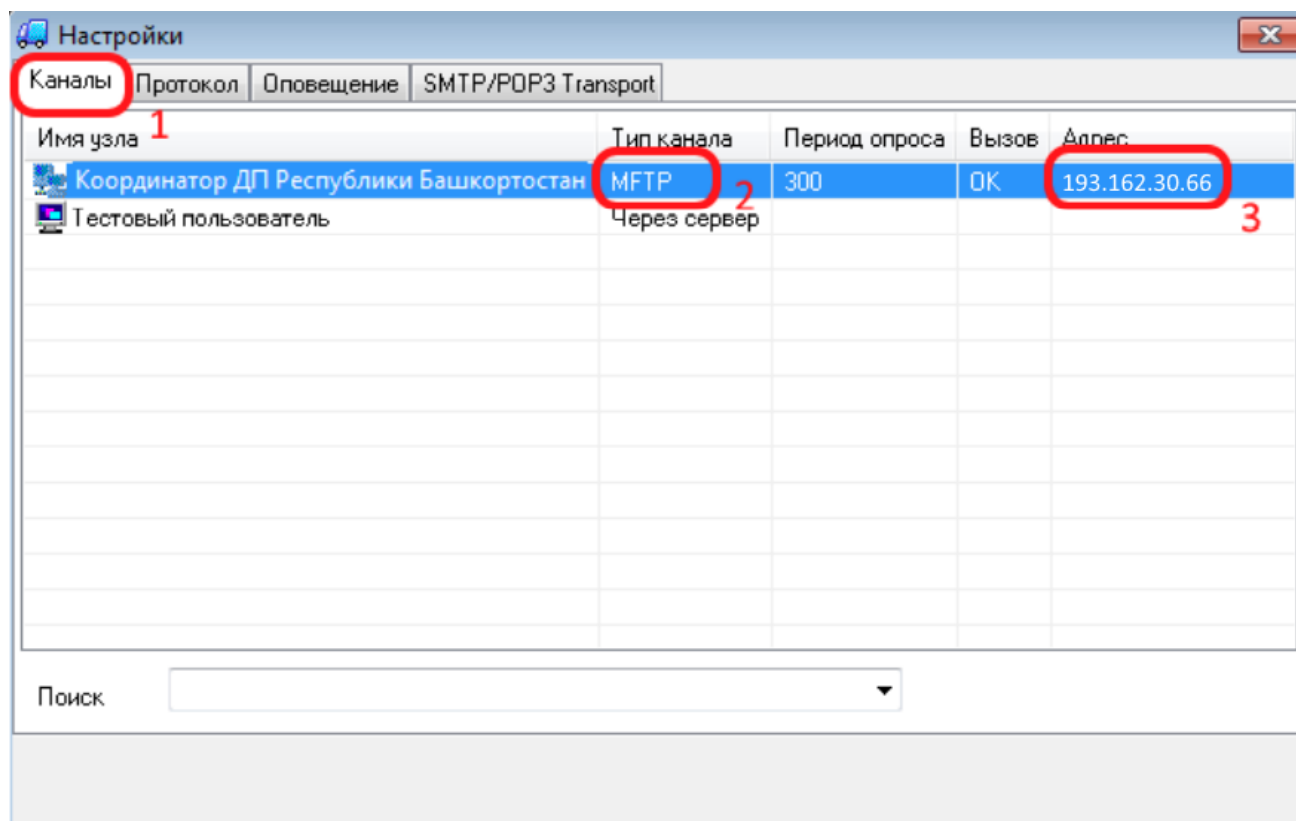 Настройки
Каналы Протокол Оповещение SMTP/POP3 Transport
1
Имя узла Тип канала Период опроса Вызов Адрес
Координатор ДП Республики Башкортостан MFTP 2 300 OK 193.162.30.66
Тестовый пользователь Через сервер 3
Поиск